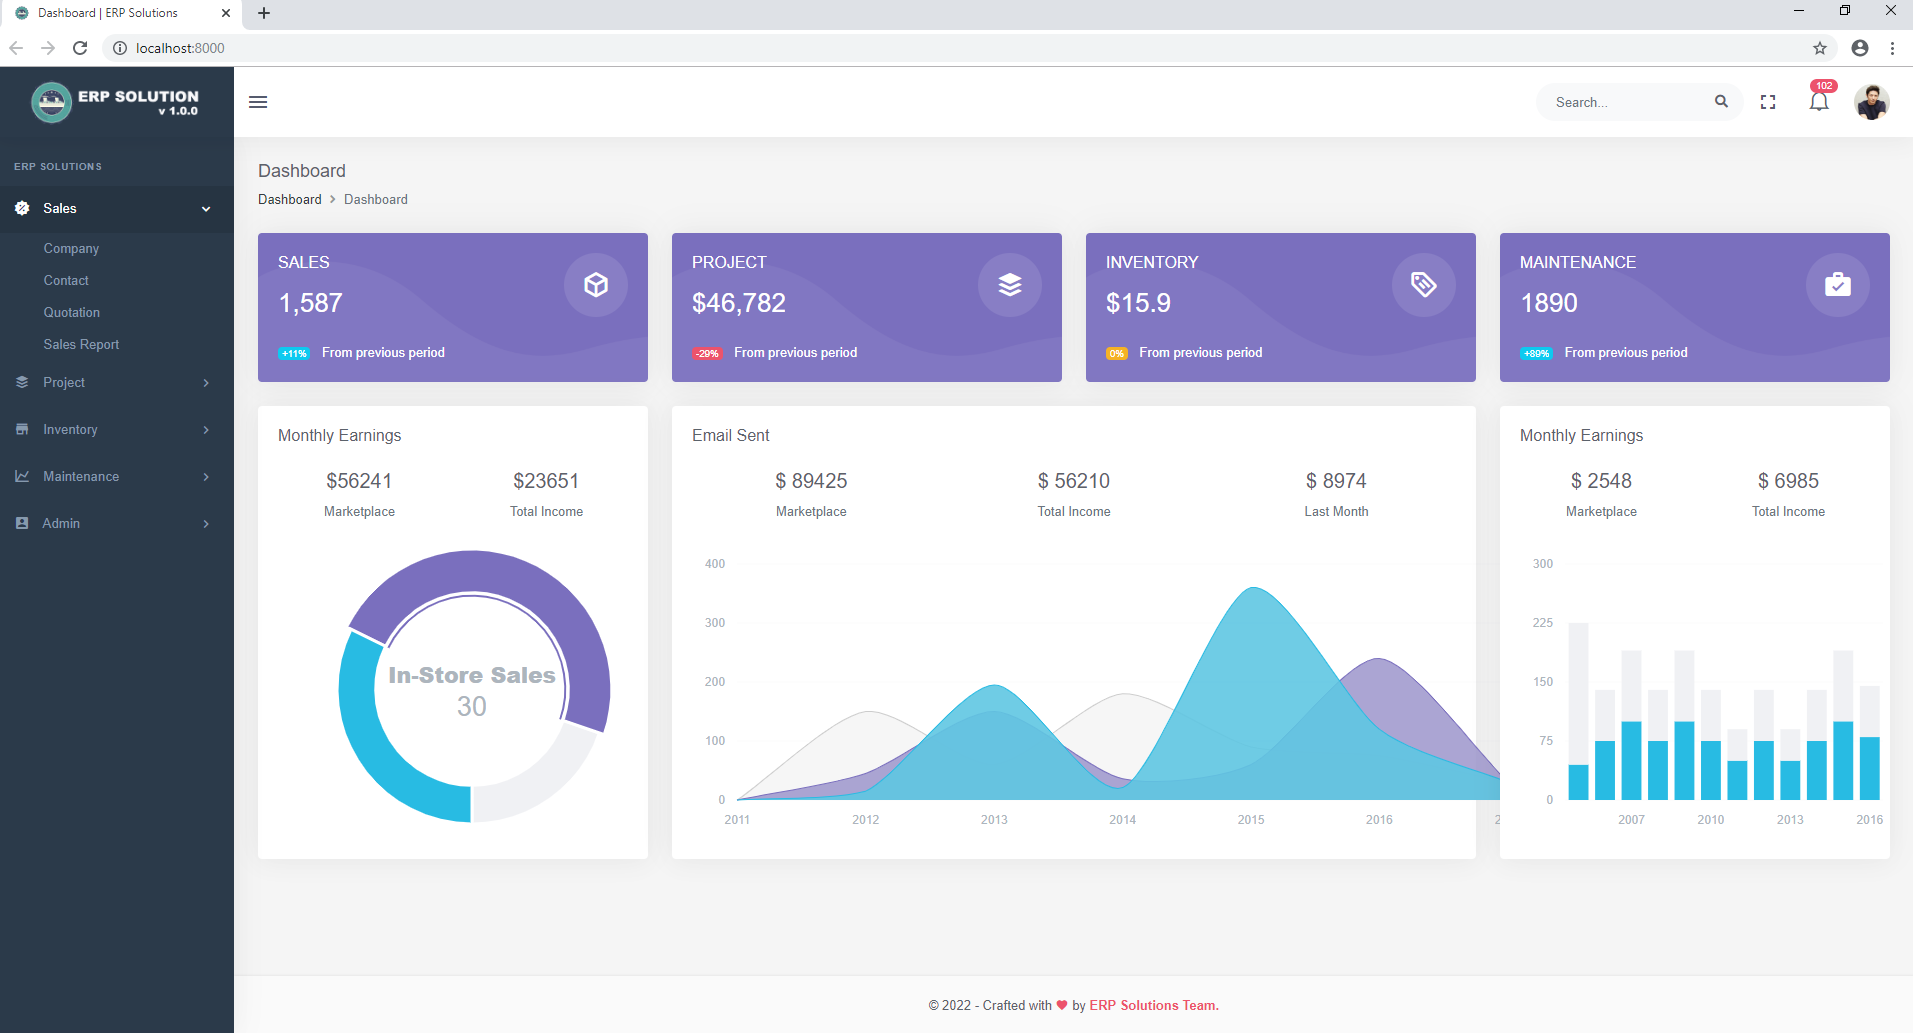 Dashboard | ERP Solutions
localhost:8000
ERP SOLUTION
v 1.0.0
Search...
102
ERP SOLUTIONS
Sales
Company
Contact
Quotation
Sales Report
Project
Inventory
Maintenance
Admin
Dashboard
Dashboard > Dashboard
SALES
1,587
+11% From previous period
PROJECT
$46,782
-29% From previous period
INVENTORY
$15.9
0% From previous period
MAINTENANCE
1890
+89% From previous period
Monthly Earnings
$56241 $23651
Marketplace Total Income
In-Store Sales
30
Email Sent
$ 89425 $ 56210 $ 8974
Marketplace Total Income Last Month
400
300
200
100
0
2011 2012 2013 2014 2015 2016
Monthly Earnings
$ 2548 $ 6985
Marketplace Total Income
300
225
150
75
0
2007 2010 2013 2016
© 2022 - Crafted with ❤ by ERP Solutions Team.